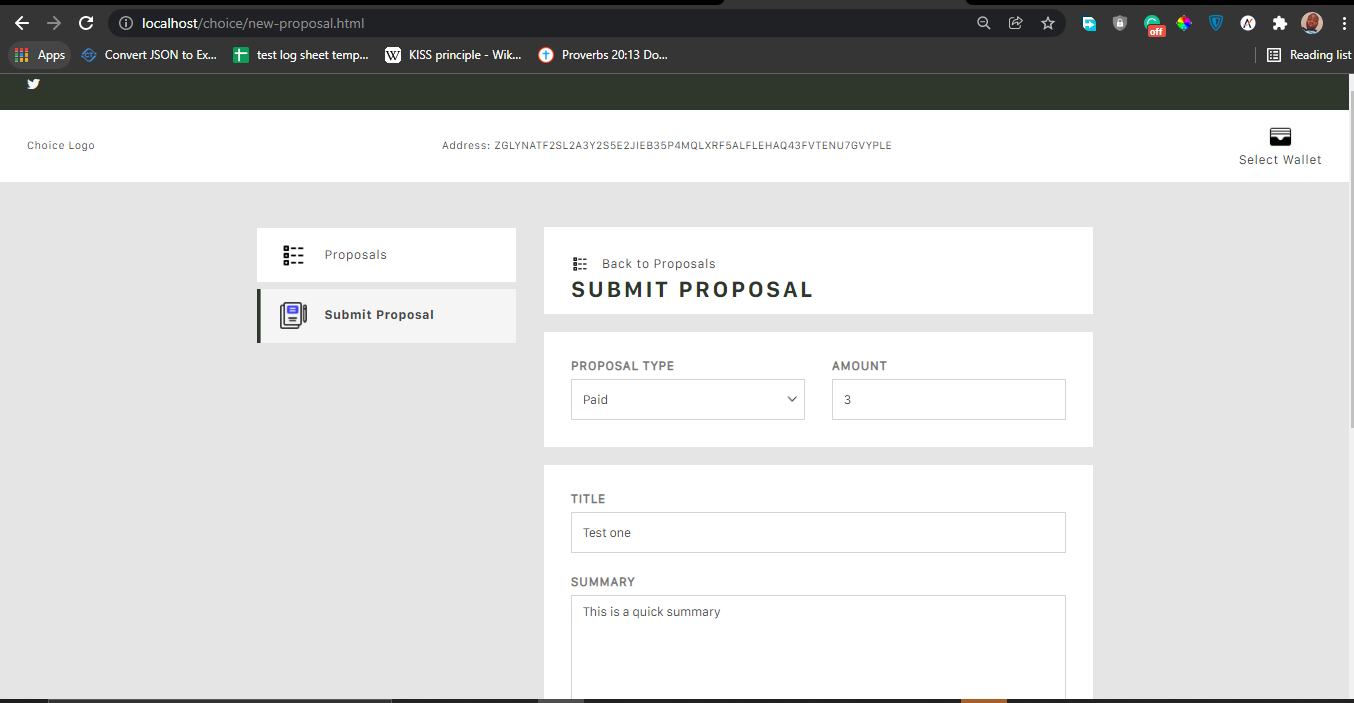 localhost/choice/new-proposal.html
off
Apps
Convert JSON to Ex...
test log sheet temp...
W
KISS principle - Wik...
Proverbs 20:13 Do...
Reading list
Choice Logo
Address: ZGLYNATF2SL2A3Y2S5E2JIEB35P4MQLXRF5ALFLEHAQ43FVTENU7GVYPLE
Select Wallet
Proposals
Submit Proposal
Back to Proposals
SUBMIT PROPOSAL
PROPOSAL TYPE
AMOUNT
Paid
3
TITLE
Test one
SUMMARY
This is a quick summary